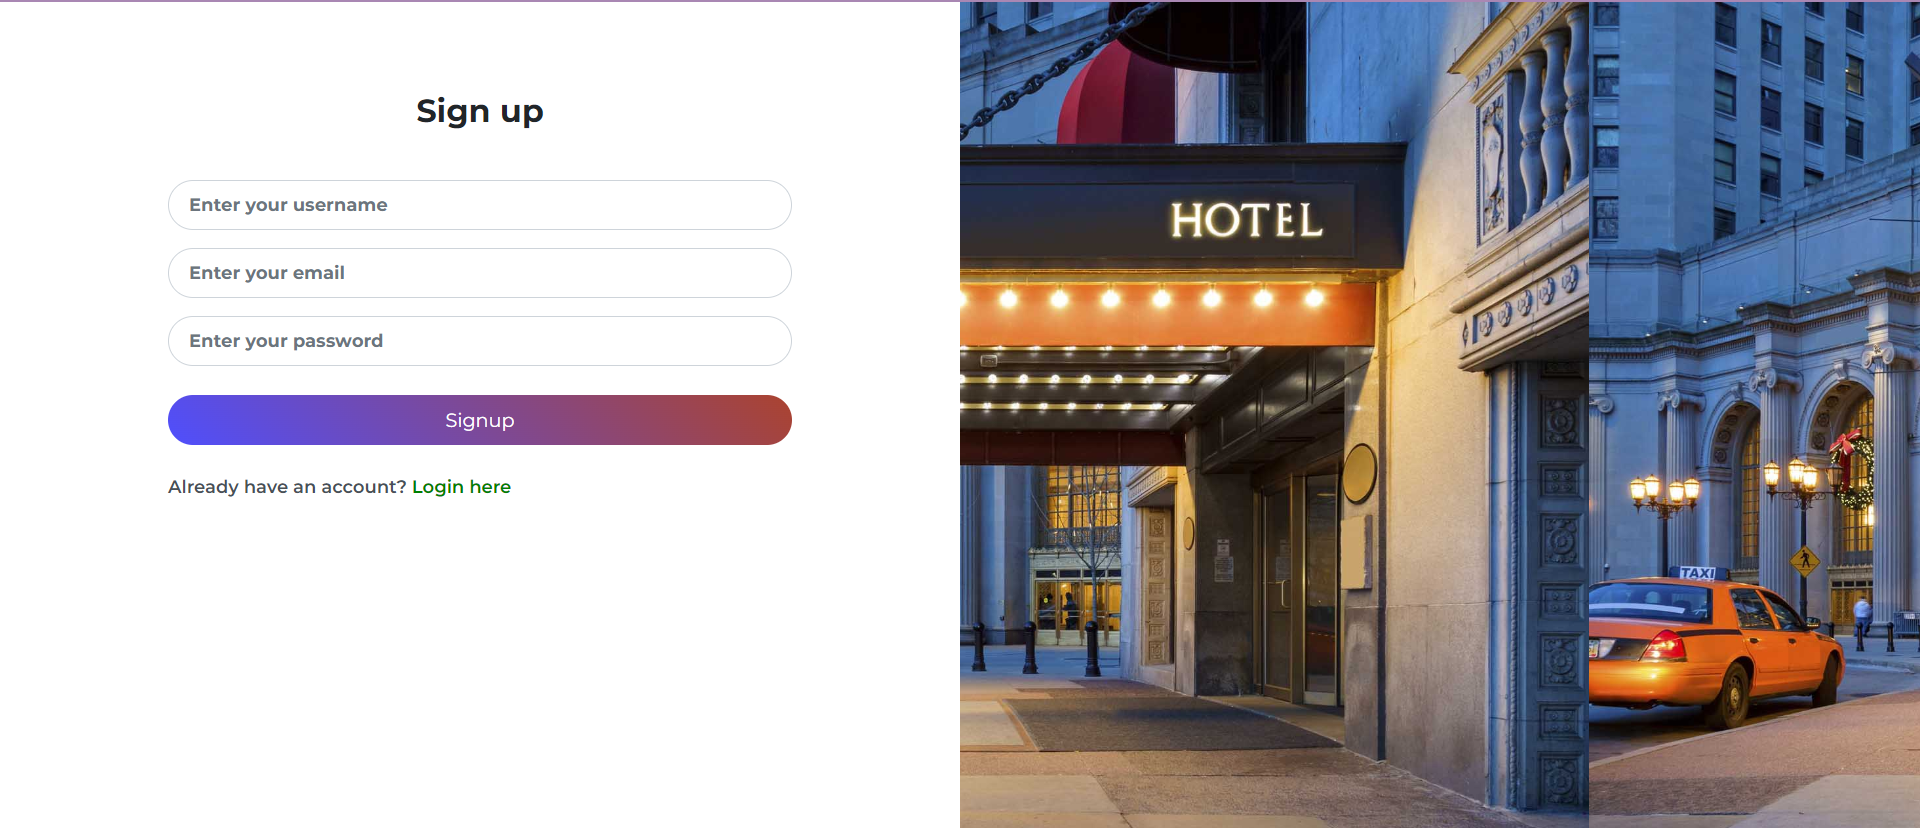 Sign up
Enter your username
Enter your email
Enter your password
Signup
Already have an account? Login here
HOTEL
TAXI